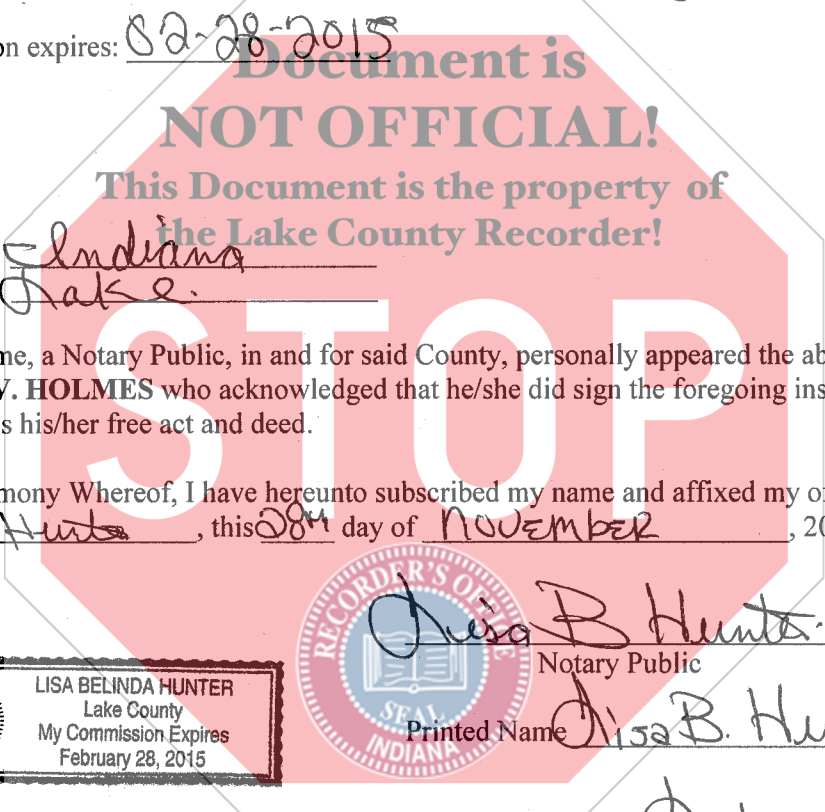 on expires: 02-28-2015
Document is
NOT OFFICIAL!
This Document is the property of
the Lake County Recorder!
Indiana
Lake
STOP
me, a Notary Public, in and for said County, personally appeared the ab
V. HOLMES who acknowledged that he/she did sign the foregoing ins
s his/her free act and deed.
mony Whereof, I have hereunto subscribed my name and affixed my o
Hunter, this 28th day of NOVEMBER, 20
RECORDER'S OFFICE
SEAL
INDIANA
Lisa B Hunter
Notary Public
LISA BELINDA HUNTER
Lake County
My Commission Expires
February 28, 2015
Printed Name Lisa B. Hu